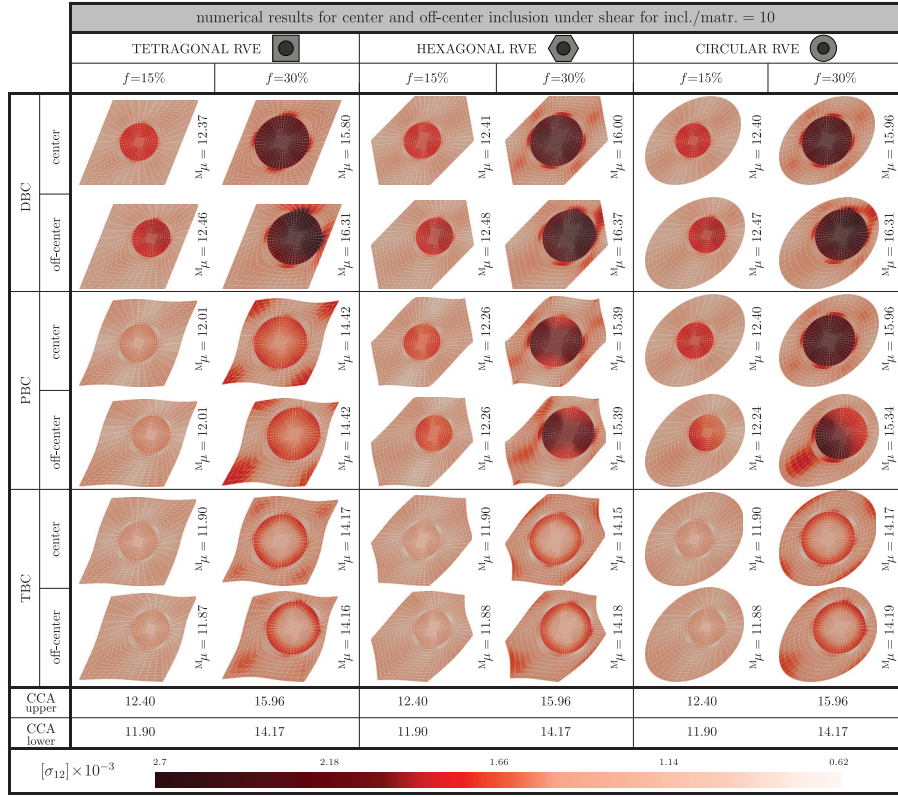 numerical results for center and off-center inclusion under shear for incl./matr. = 10
TETRAGONAL RVE HEXAGONAL RVE CIRCULAR RVE
f=15% f=30% f=15% f=30% f=15% f=30%
DBC
center
ᴹμ = 12.37 ᴹμ = 15.80 ᴹμ = 12.41 ᴹμ = 16.00 ᴹμ = 12.40 ᴹμ = 15.96
off-center
ᴹμ = 12.46 ᴹμ = 16.31 ᴹμ = 12.48 ᴹμ = 16.37 ᴹμ = 12.47 ᴹμ = 16.31
PBC
center
ᴹμ = 12.01 ᴹμ = 14.42 ᴹμ = 12.26 ᴹμ = 15.39 ᴹμ = 12.40 ᴹμ = 15.96
off-center
ᴹμ = 12.01 ᴹμ = 14.42 ᴹμ = 12.26 ᴹμ = 15.39 ᴹμ = 12.24 ᴹμ = 15.34
TBC
center
ᴹμ = 11.90 ᴹμ = 14.17 ᴹμ = 11.90 ᴹμ = 14.15 ᴹμ = 11.90 ᴹμ = 14.17
off-center
ᴹμ = 11.87 ᴹμ = 14.16 ᴹμ = 11.88 ᴹμ = 14.18 ᴹμ = 11.88 ᴹμ = 14.19
CCA
upper
12.40 15.96 12.40 15.96 12.40 15.96
CCA
lower
11.90 14.17 11.90 14.17 11.90 14.17
[σ₁₂]×10⁻³
2.7 2.18 1.66 1.14 0.62